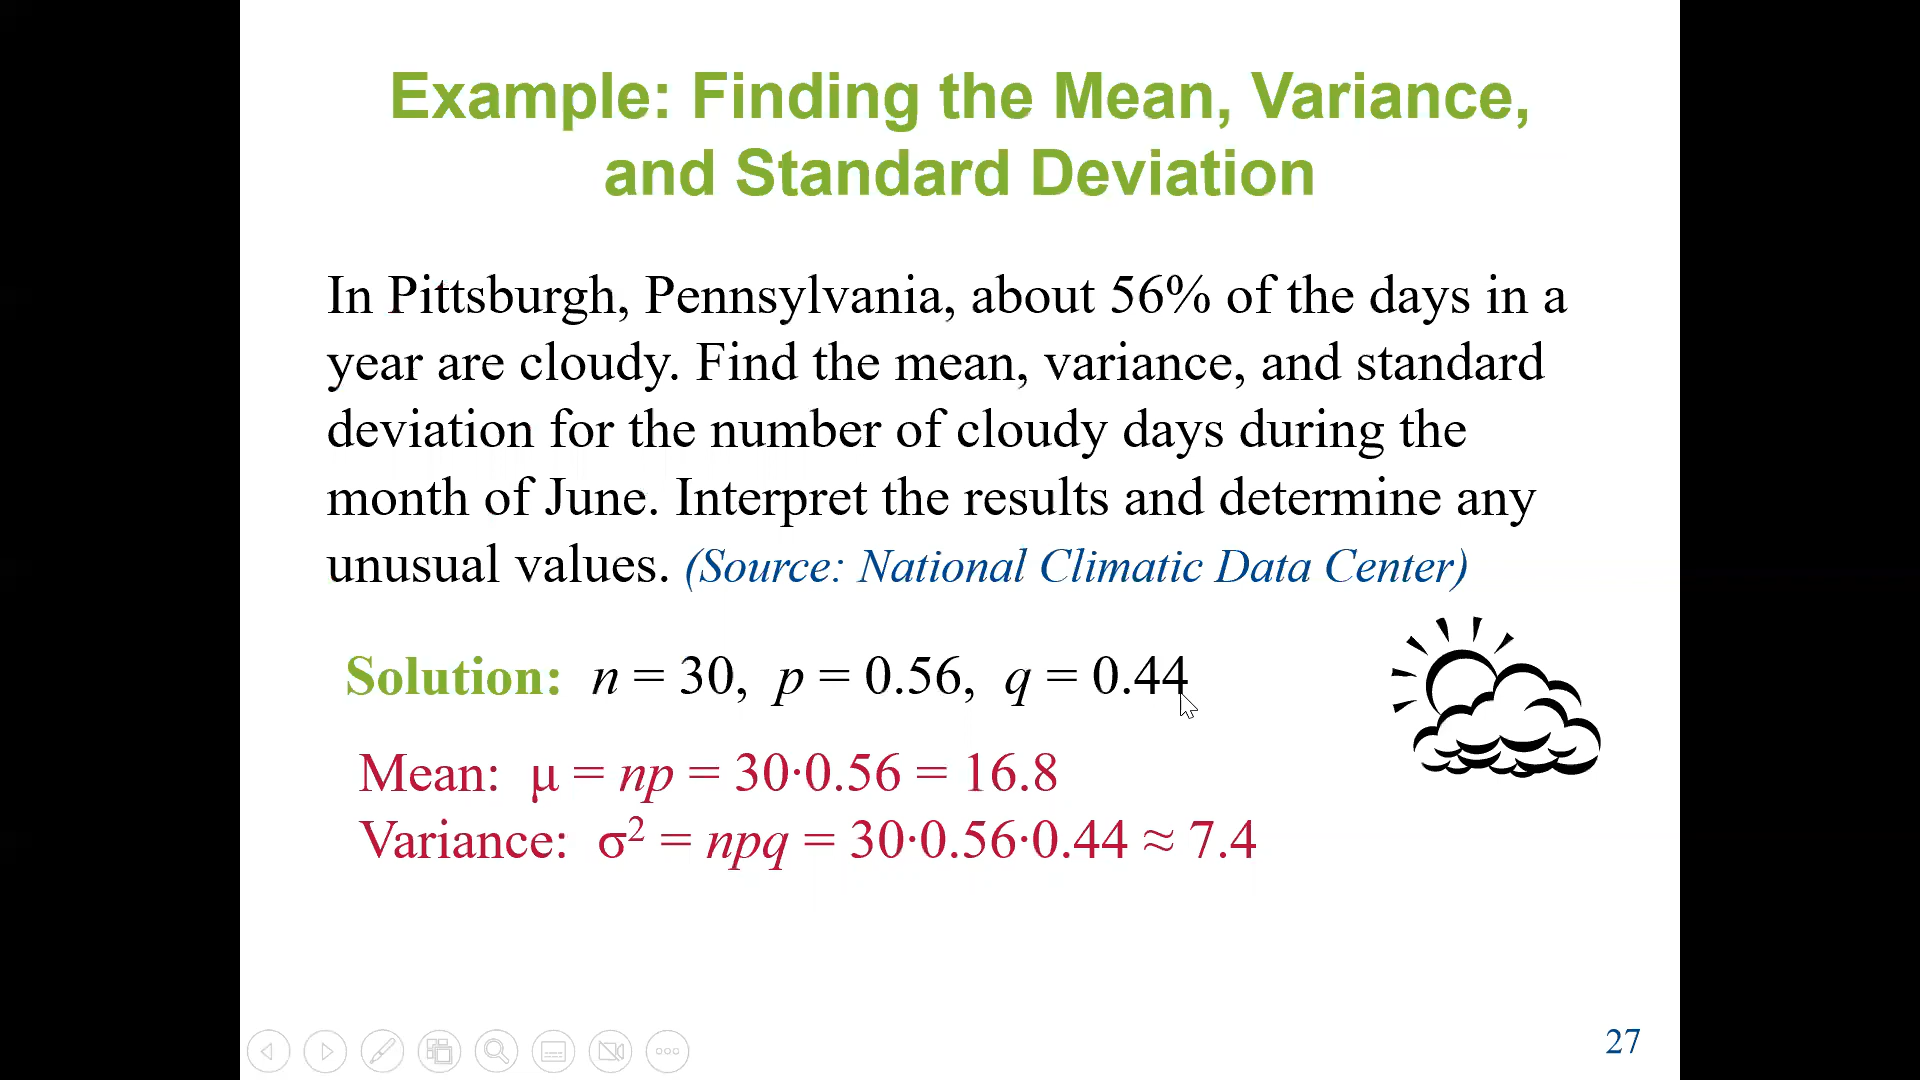 Example: Finding the Mean, Variance,
and Standard Deviation
In Pittsburgh, Pennsylvania, about 56% of the days in a
year are cloudy. Find the mean, variance, and standard
deviation for the number of cloudy days during the
month of June. Interpret the results and determine any
unusual values. (Source: National Climatic Data Center)
Solution: n = 30, p = 0.56, q = 0.44
Mean: μ = np = 30∙0.56 = 16.8
Variance: σ² = npq = 30∙0.56∙0.44 ≈ 7.4
27